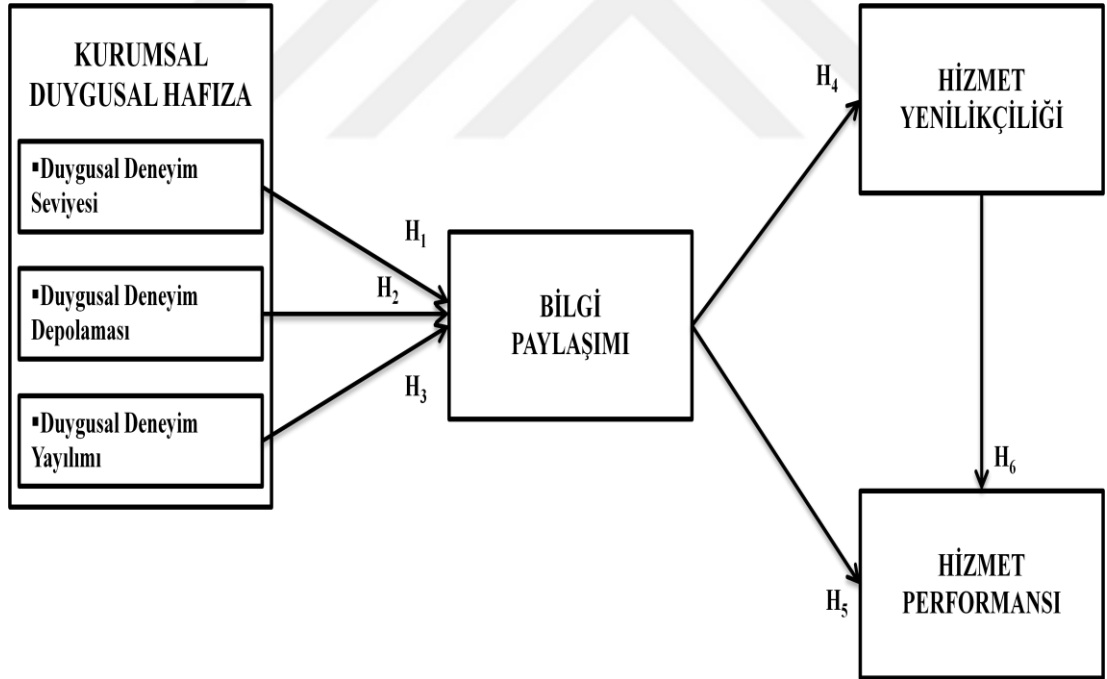 KURUMSAL
DUYGUSAL HAFIZA
▪Duygusal Deneyim
Seviyesi
▪Duygusal Deneyim
Depolaması
▪Duygusal Deneyim
Yayılımı
H₁
H₂
H₃
BİLGİ
PAYLAŞIMI
H₄
H₅
HİZMET
YENİLİKÇİLİĞİ
H₆
HİZMET
PERFORMANSI